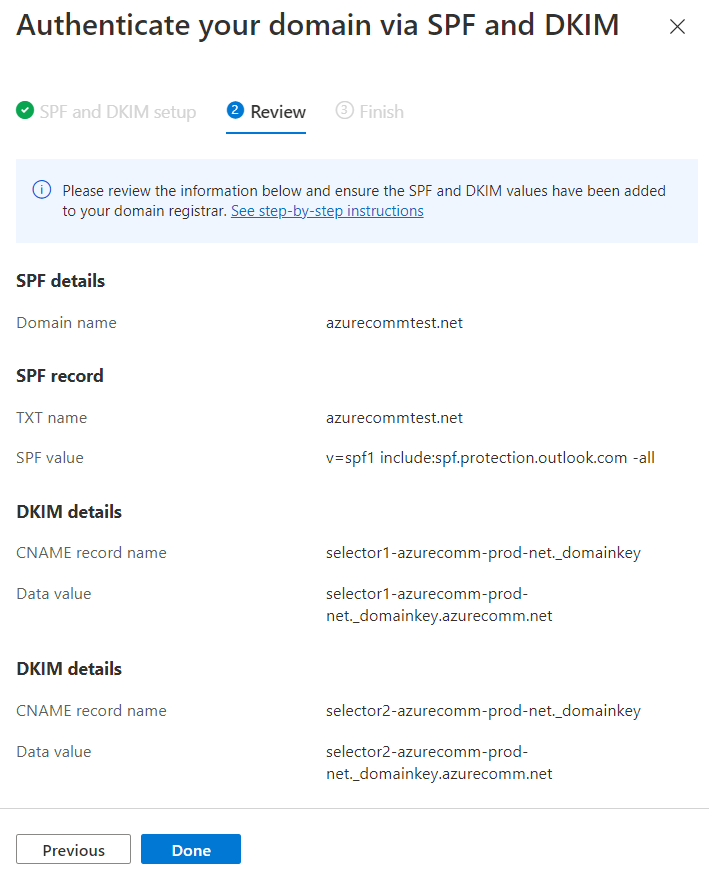 Authenticate your domain via SPF and DKIM
SPF and DKIM setup
2 Review
3 Finish
Please review the information below and ensure the SPF and DKIM values have been added
to your domain registrar. See step-by-step instructions
SPF details
Domain name azurecommtest.net
SPF record
TXT name azurecommtest.net
SPF value v=spf1 include:spf.protection.outlook.com -all
DKIM details
CNAME record name selector1-azurecomm-prod-net._domainkey
Data value selector1-azurecomm-prod-
net._domainkey.azurecomm.net
DKIM details
CNAME record name selector2-azurecomm-prod-net._domainkey
Data value selector2-azurecomm-prod-
net._domainkey.azurecomm.net
Previous Done